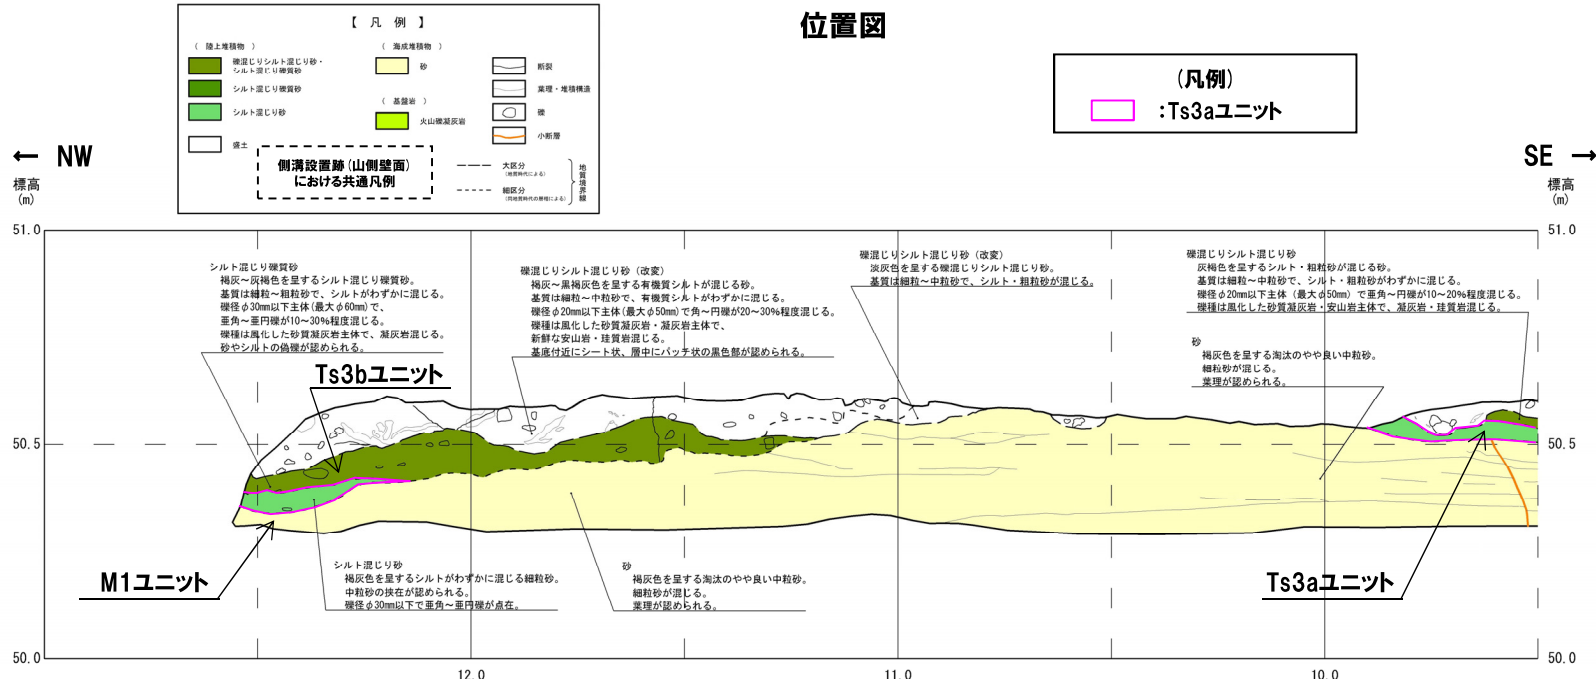 位置図
【 凡 例 】
( 陸上堆積物 )
礫混じりシルト混じり砂・
シルト混じり礫質砂
シルト混じり礫質砂
シルト混じり砂
盛土
( 海成堆積物 )
砂
( 基盤岩 )
火山礫凝灰岩
断裂
葉理・堆積構造
礫
小断層
側溝設置跡(山側壁面)
における共通凡例
大区分
(地質時代による)
細区分
(同地質時代の層相による)
地質境界線
(凡例)
:Ts3aユニット
← NW
標高
(m)
SE →
標高
(m)
51.0
51.0
シルト混じり礫質砂
褐灰~灰褐色を呈するシルト混じり礫質砂。
基質は細粒~粗粒砂で、シルトがわずかに混じる。
礫径φ30mm以下主体(最大φ60mm)で、
亜角~亜円礫が10~30%程度混じる。
礫種は風化した砂質凝灰岩主体で、凝灰岩混じる。
砂やシルトの偽礫が認められる。
礫混じりシルト混じり砂(改変)
褐灰~黒褐灰色を呈する有機質シルトが混じる砂。
基質は細粒~中粒砂で、有機質シルトがわずかに混じる。
礫径φ20mm以下主体(最大φ50mm)で角~円礫が20~30%程度混じる。
礫種は風化した砂質凝灰岩・凝灰岩主体で、
新鮮な安山岩・珪質岩混じる。
基底付近にシート状、層中にパッチ状の黒色部が認められる。
礫混じりシルト混じり砂(改変)
淡灰色を呈する礫混じりシルト混じり砂。
基質は細粒~中粒砂で、シルト・粗粒砂が混じる。
礫混じりシルト混じり砂
灰褐色を呈するシルト・粗粒砂が混じる砂。
基質は細粒~中粒砂で、シルト・粗粒砂がわずかに混じる。
礫径φ20mm以下主体(最大φ50mm)で亜角~円礫が10~20%程度混じる。
礫種は風化した砂質凝灰岩・安山岩主体で、凝灰岩・珪質岩混じる。
砂
褐灰色を呈する淘汰のやや良い中粒砂。
細粒砂が混じる。
葉理が認められる。
Ts3bユニット
50.5
50.5
M1ユニット
シルト混じり砂
褐灰色を呈するシルトがわずかに混じる細粒砂。
中粒砂の挟在が認められる。
礫径φ30mm以下で亜角~亜円礫が点在。
砂
褐灰色を呈する淘汰のやや良い中粒砂。
細粒砂が混じる。
葉理が認められる。
Ts3aユニット
50.0
50.0
12.0
11.0
10.0